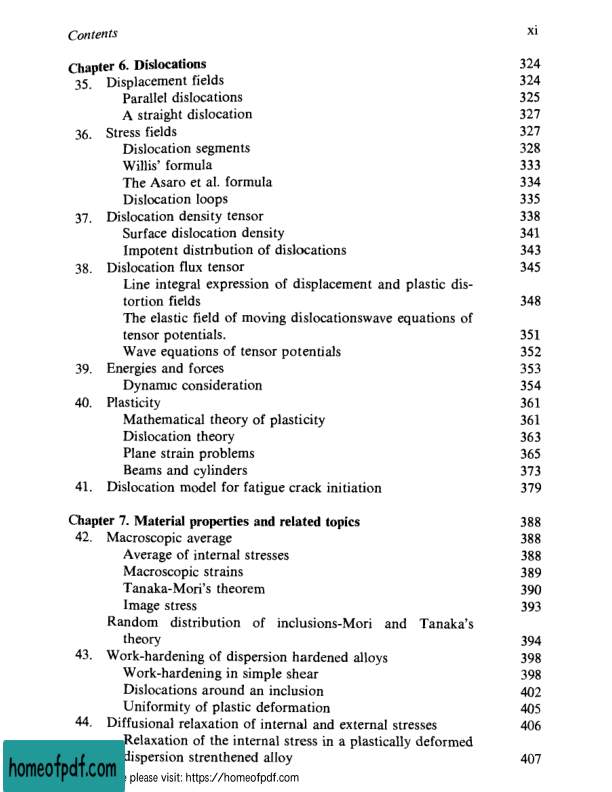 Contents xi
Chapter 6. Dislocations 324
35. Displacement fields 324
Parallel dislocations 325
A straight dislocation 327
36. Stress fields 327
Dislocation segments 328
Willis' formula 333
The Asaro et al. formula 334
Dislocation loops 335
37. Dislocation density tensor 338
Surface dislocation density 341
Impotent distribution of dislocations 343
38. Dislocation flux tensor 345
Line integral expression of displacement and plastic dis-
tortion fields 348
The elastic field of moving dislocationswave equations of
tensor potentials. 351
Wave equations of tensor potentials 352
39. Energies and forces 353
Dynamic consideration 354
40. Plasticity 361
Mathematical theory of plasticity 361
Dislocation theory 363
Plane strain problems 365
Beams and cylinders 373
41. Dislocation model for fatigue crack initiation 379
Chapter 7. Material properties and related topics 388
42. Macroscopic average 388
Average of internal stresses 388
Macroscopic strains 389
Tanaka-Mori's theorem 390
Image stress 393
Random distribution of inclusions-Mori and Tanaka's
theory 394
43. Work-hardening of dispersion hardened alloys 398
Work-hardening in simple shear 398
Dislocations around an inclusion 402
Uniformity of plastic deformation 405
44. Diffusional relaxation of internal and external stresses 406
Relaxation of the internal stress in a plastically deformed
dispersion strenthened alloy 407
homeofpdf.com
please visit: https://homeofpdf.com